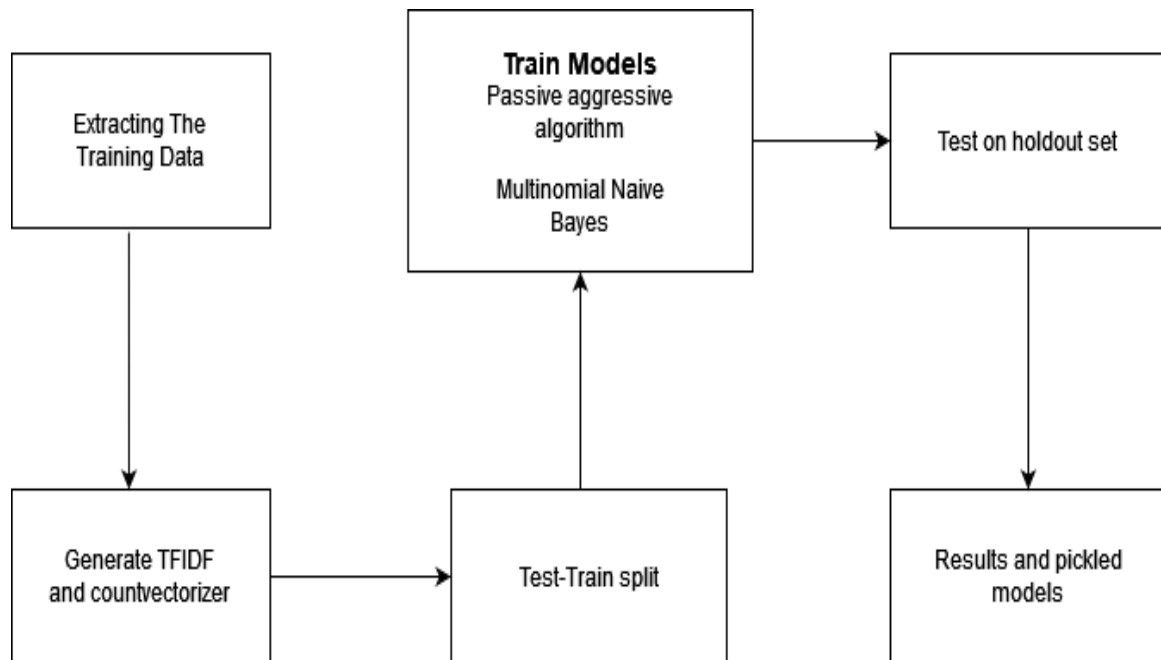 Extracting The
Training Data
Generate TFIDF
and countvectorizer
Test-Train split
Train Models
Passive aggressive
algorithm
Multinomial Naive
Bayes
Test on holdout set
Results and pickled
models